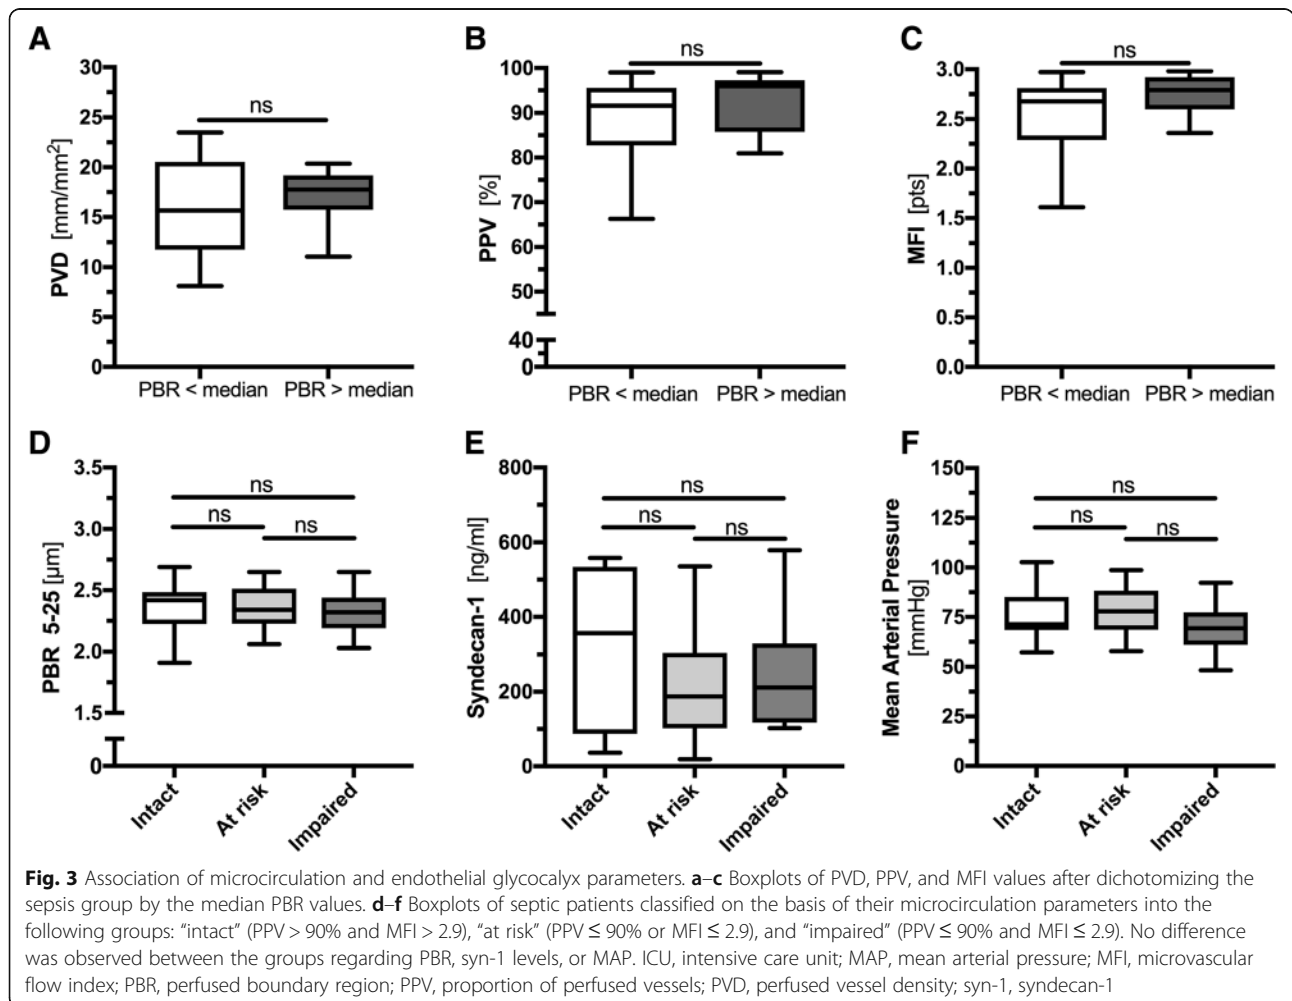 A
30
25
20
15
10
5
0
PVD [mm/mm²]
ns
PBR < median PBR > median
B
100
90
80
70
60
50
40
0
PPV [%]
ns
PBR < median PBR > median
C
3.0
2.5
2.0
1.5
1.0
0.5
0.0
MFI [pts]
ns
PBR < median PBR > median
D
3.5
3.0
2.5
2.0
1.5
0
PBR 5-25 [µm]
ns
ns ns
Intact At risk Impaired
E
800
600
400
200
0
Syndecan-1 [ng/ml]
ns
ns ns
Intact At risk Impaired
F
150
125
100
75
50
25
0
Mean Arterial Pressure
[mmHg]
ns
ns ns
Intact At risk Impaired
Fig. 3 Association of microcirculation and endothelial glycocalyx parameters. a–c Boxplots of PVD, PPV, and MFI values after dichotomizing the
sepsis group by the median PBR values. d–f Boxplots of septic patients classified on the basis of their microcirculation parameters into the
following groups: “intact” (PPV > 90% and MFI > 2.9), “at risk” (PPV ≤ 90% or MFI ≤ 2.9), and “impaired” (PPV ≤ 90% and MFI ≤ 2.9). No difference
was observed between the groups regarding PBR, syn-1 levels, or MAP. ICU, intensive care unit; MAP, mean arterial pressure; MFI, microvascular
flow index; PBR, perfused boundary region; PPV, proportion of perfused vessels; PVD, perfused vessel density; syn-1, syndecan-1